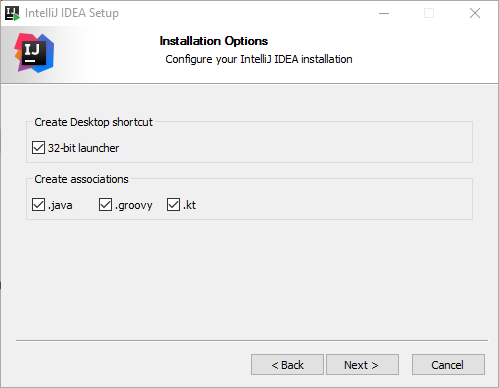 IntelliJ IDEA Setup
IJ
Installation Options
Configure your IntelliJ IDEA installation
Create Desktop shortcut
32-bit launcher
Create associations
.java .groovy .kt
< Back Next > Cancel